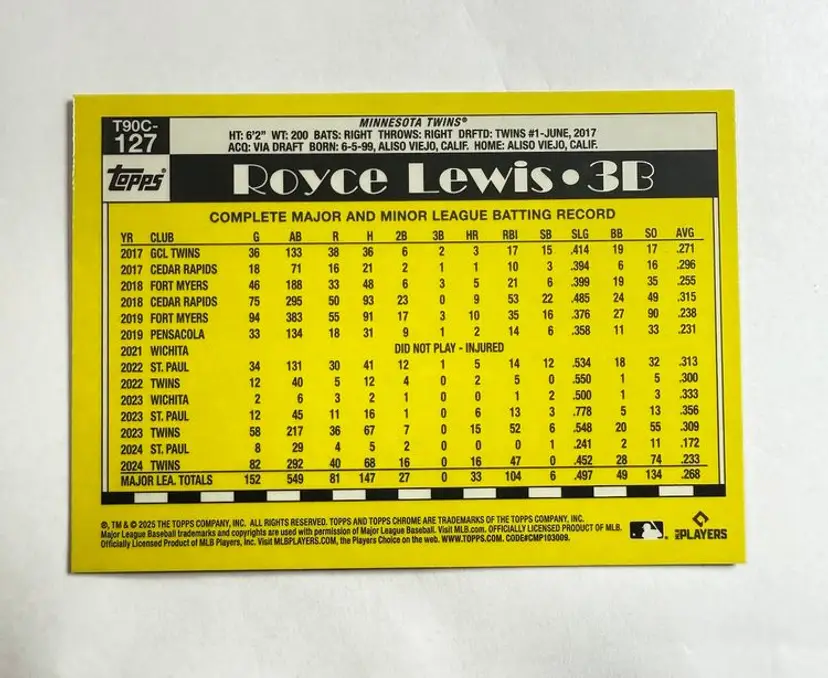 T90C-
127
MINNESOTA TWINS®
HT: 6'2" WT: 200 BATS: RIGHT THROWS: RIGHT DRFTD: TWINS #1-JUNE, 2017
ACQ: VIA DRAFT BORN: 6-5-99, ALISO VIEJO, CALIF. HOME: ALISO VIEJO, CALIF.
Topps®
Royce Lewis • 3B
COMPLETE MAJOR AND MINOR LEAGUE BATTING RECORD
YR CLUB G AB R H 2B 3B HR RBI SB SLG BB SO AVG
2017 GCL TWINS 36 133 38 36 6 2 3 17 15 .414 19 17 .271
2017 CEDAR RAPIDS 18 71 16 21 2 1 1 10 3 .394 6 16 .296
2018 FORT MYERS 46 188 33 48 6 3 5 21 6 .399 19 35 .255
2018 CEDAR RAPIDS 75 295 50 93 23 0 9 53 22 .485 24 49 .315
2019 FORT MYERS 94 383 55 91 17 3 10 35 16 .376 27 90 .238
2019 PENSACOLA 33 134 18 31 9 1 2 14 6 .358 11 33 .231
2021 WICHITA DID NOT PLAY - INJURED
2022 ST. PAUL 34 131 30 41 12 1 5 14 12 .534 18 32 .313
2022 TWINS 12 40 5 12 4 0 2 5 0 .550 1 5 .300
2023 WICHITA 2 6 3 2 1 0 0 1 2 .500 1 3 .333
2023 ST. PAUL 12 45 11 16 1 0 6 13 3 .778 5 13 .356
2023 TWINS 58 217 36 67 7 0 15 52 6 .548 20 55 .309
2024 ST. PAUL 8 29 4 5 2 0 0 0 1 .241 2 11 .172
2024 TWINS 82 292 40 68 16 0 16 47 0 .452 28 74 .233
MAJOR LEA. TOTALS 152 549 81 147 27 0 33 104 6 .497 49 134 .268
®, TM & © 2025 THE TOPPS COMPANY, INC. ALL RIGHTS RESERVED. TOPPS AND TOPPS CHROME ARE TRADEMARKS OF THE TOPPS COMPANY, INC.
Major League Baseball trademarks and copyrights are used with permission of Major League Baseball. Visit MLB.com. OFFICIALLY LICENSED PRODUCT OF MLB.
Officially Licensed Product of MLB Players, Inc. Visit MLBPLAYERS.COM, the Players Choice on the web. WWW.TOPPS.COM. CODE#CMP103009.
MLB PLAYERS